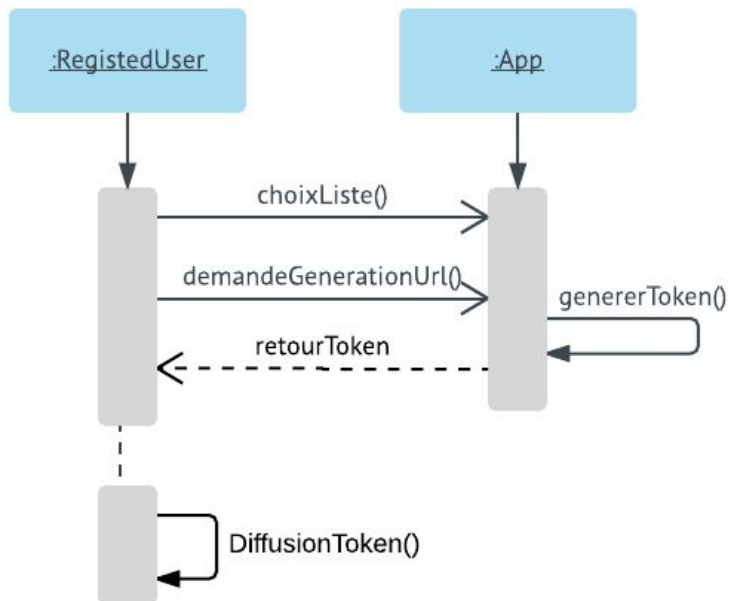 :RegistedUser
:App
choixListe()
demandeGenerationUrl()
genererToken()
retourToken
DiffusionToken()